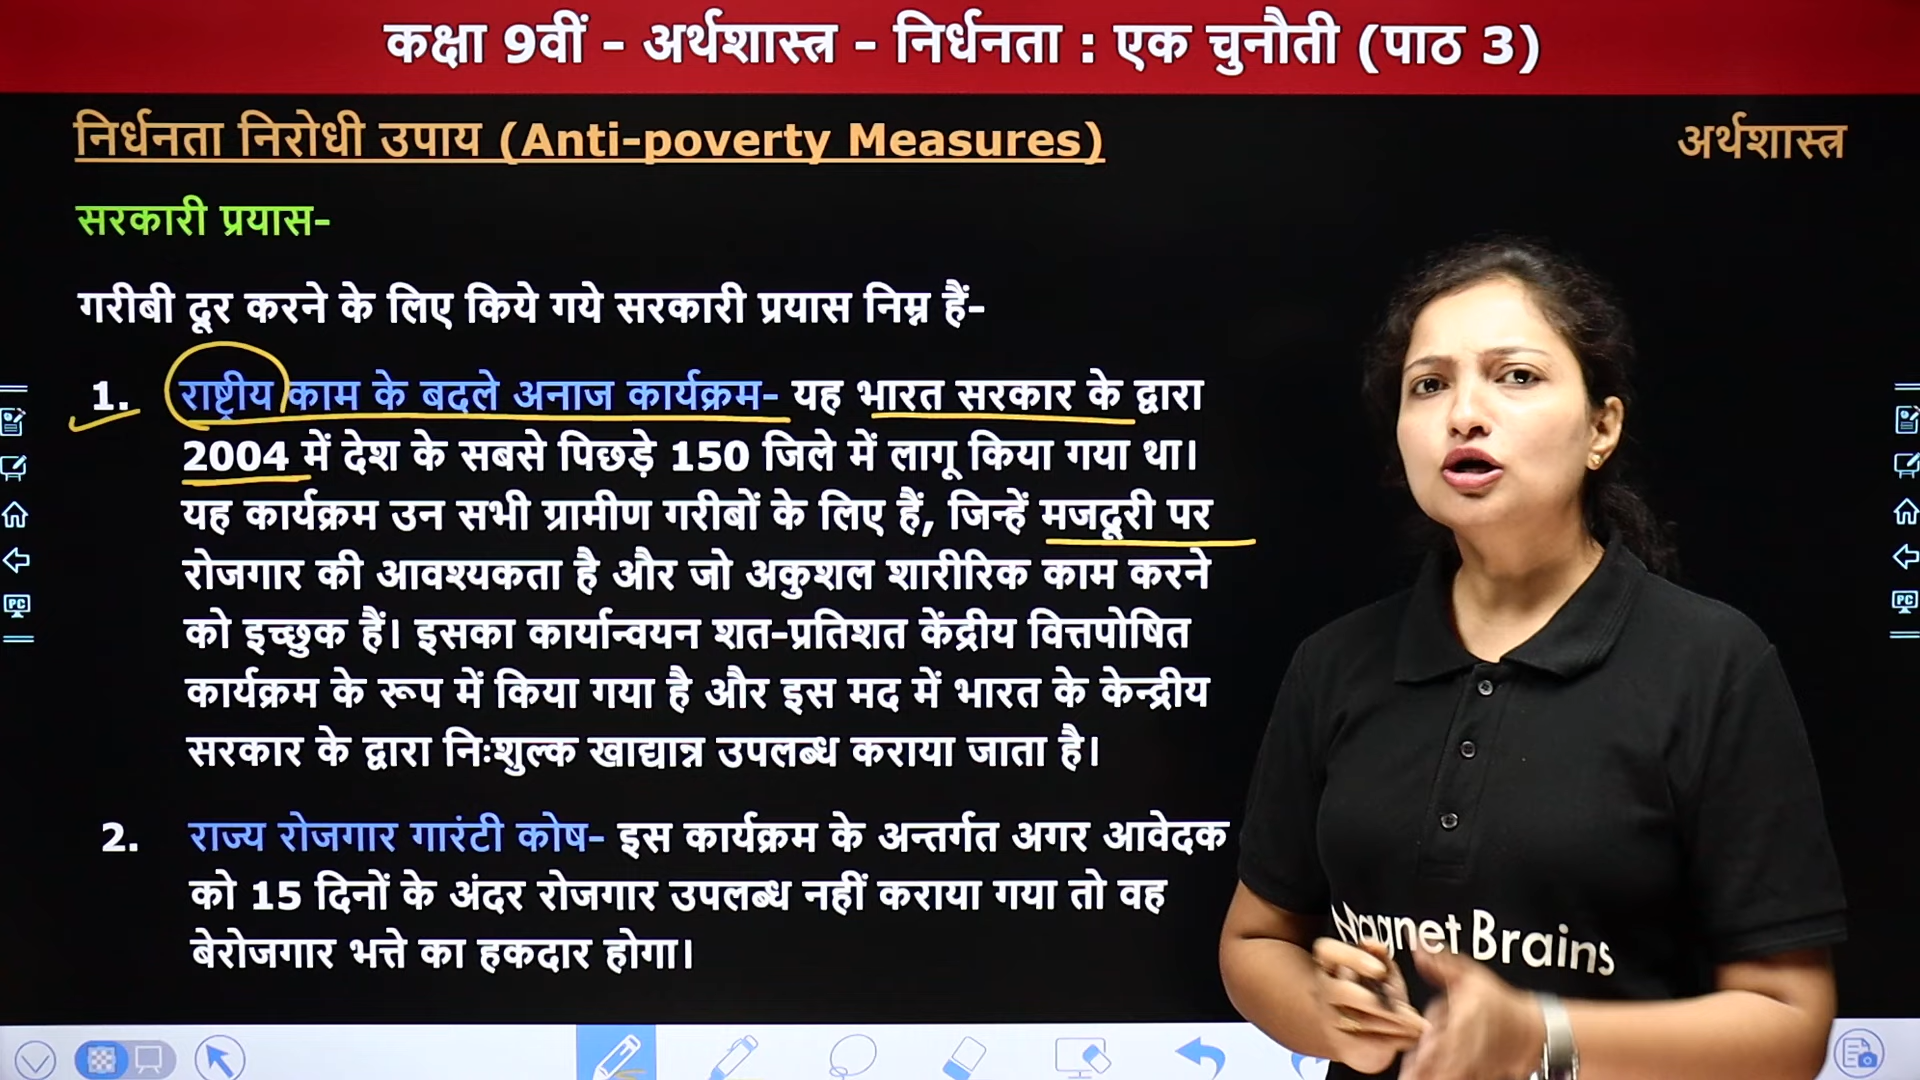 कक्षा 9वीं - अर्थशास्त्र - निर्धनता : एक चुनौती (पाठ 3)
निर्धनता निरोधी उपाय (Anti-poverty Measures)
अर्थशास्त्र
सरकारी प्रयास-
गरीबी दूर करने के लिए किये गये सरकारी प्रयास निम्न हैं-
1. राष्ट्रीय काम के बदले अनाज कार्यक्रम- यह भारत सरकार के द्वारा
2004 में देश के सबसे पिछड़े 150 जिले में लागू किया गया था।
यह कार्यक्रम उन सभी ग्रामीण गरीबों के लिए हैं, जिन्हें मजदूरी पर
रोजगार की आवश्यकता है और जो अकुशल शारीरिक काम करने
को इच्छुक हैं। इसका कार्यान्वयन शत-प्रतिशत केंद्रीय वित्तपोषित
कार्यक्रम के रूप में किया गया है और इस मद में भारत के केन्द्रीय
सरकार के द्वारा निःशुल्क खाद्यान्न उपलब्ध कराया जाता है।
2. राज्य रोजगार गारंटी कोष- इस कार्यक्रम के अन्तर्गत अगर आवेदक
को 15 दिनों के अंदर रोजगार उपलब्ध नहीं कराया गया तो वह
बेरोजगार भत्ते का हकदार होगा।
Magnet Brains
PC
PC